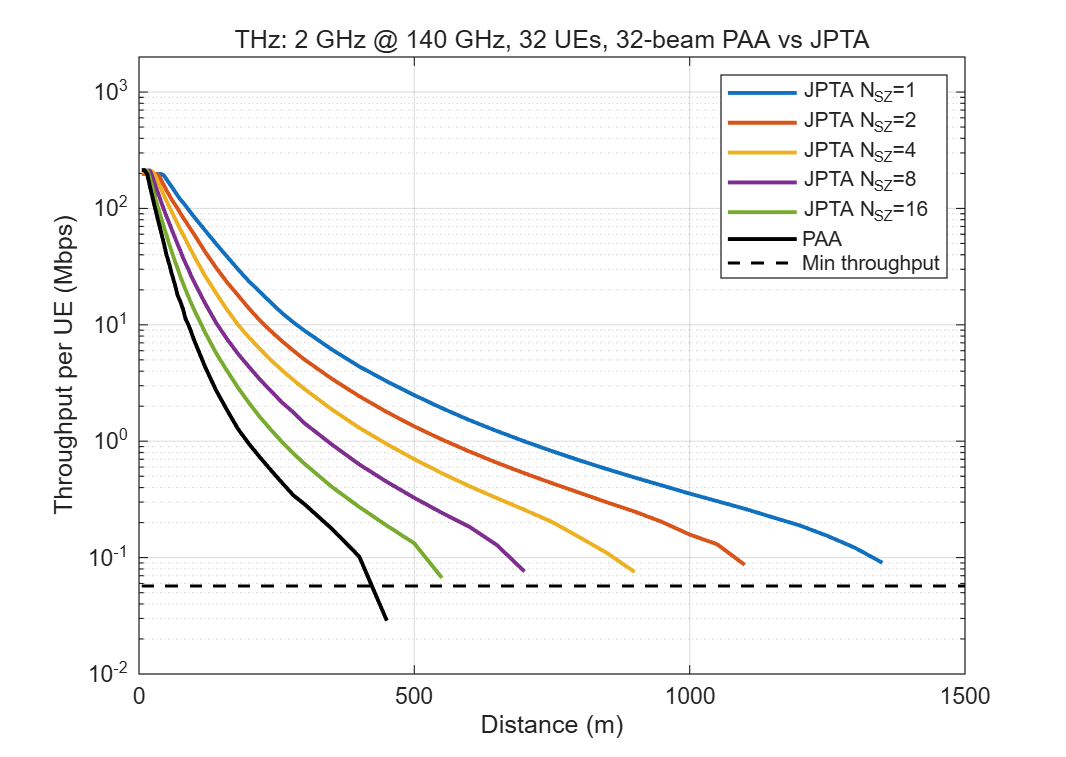 THz: 2 GHz @ 140 GHz, 32 UEs, 32-beam PAA vs JPTA
JPTA N_SZ=1
JPTA N_SZ=2
JPTA N_SZ=4
JPTA N_SZ=8
JPTA N_SZ=16
PAA
Min throughput
Throughput per UE (Mbps)
10^3
10^2
10^1
10^0
10^-1
10^-2
0 500 1000 1500
Distance (m)